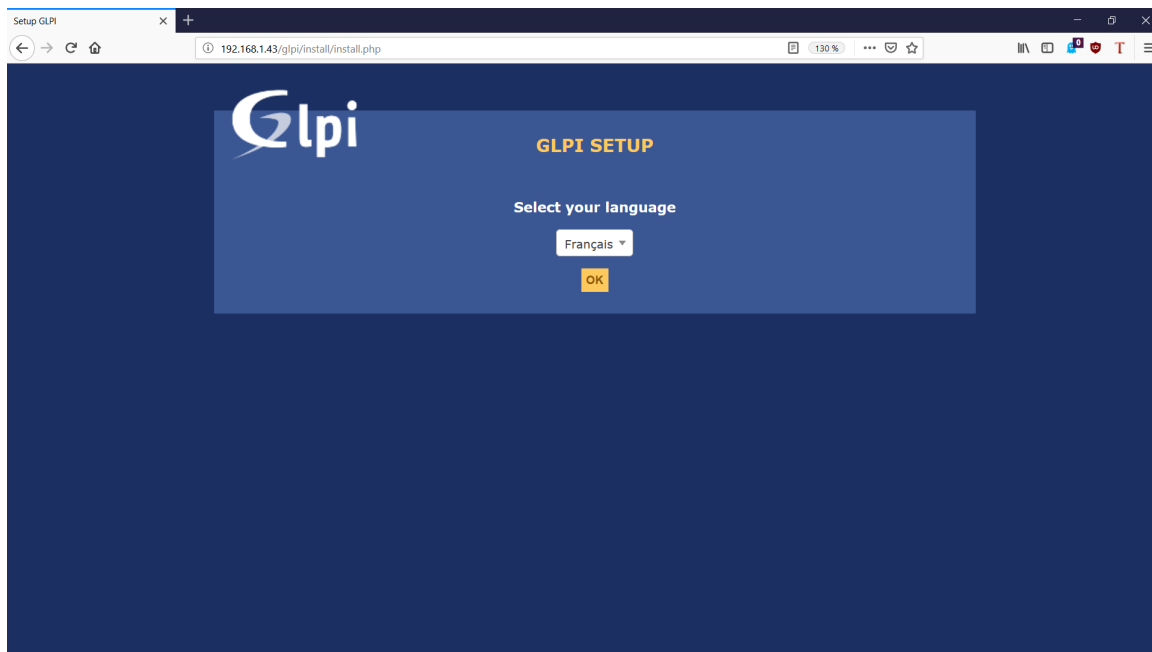 Setup GLPI
192.168.1.43/glpi/install/install.php
130 %
0
T
Glpi
GLPI SETUP
Select your language
Français
OK